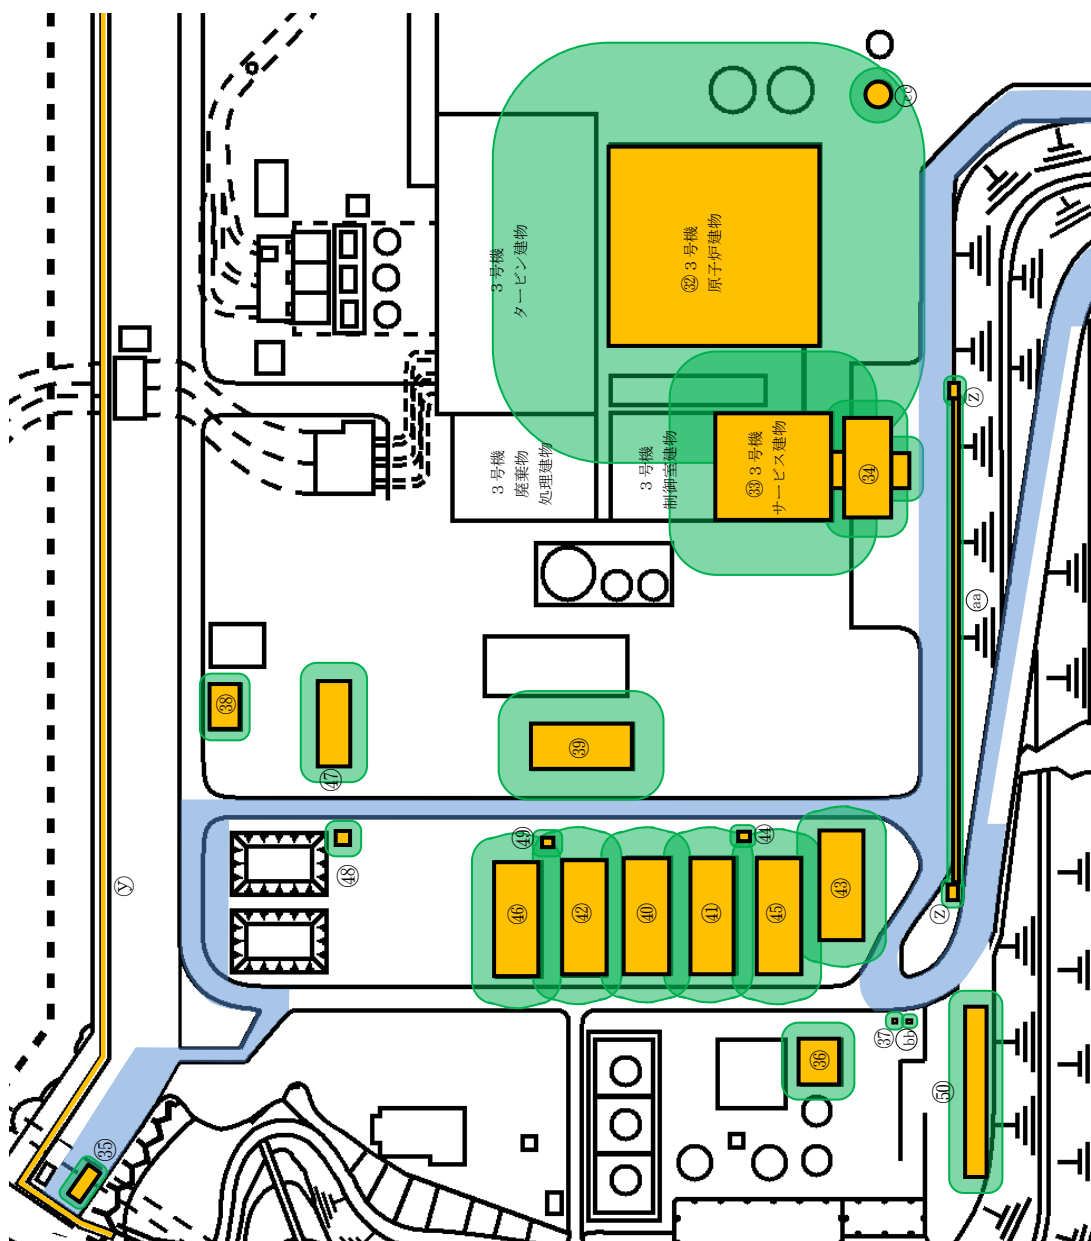 cc
３号機
タービン建物
㉜３号機
原子炉建物
z
３号機
廃棄物
処理建物
３号機
制御室建物
㉝３号機
サービス建物
㉞
aa
㊳
㊼
㊴
y
㊽
㊾
㊹
㊻
㊷
㊵
㊶
㊺
㊸
z
㊲
bb
㊱
㊿
㉟